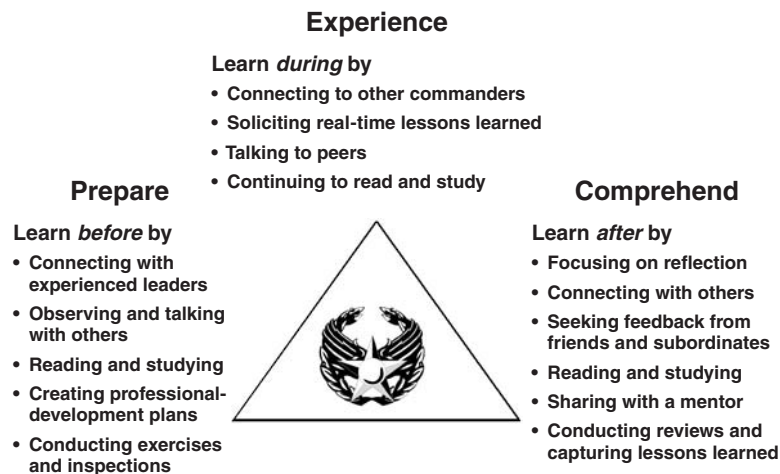 Experience
Learn during by
• Connecting to other commanders
• Soliciting real-time lessons learned
• Talking to peers
• Continuing to read and study
Prepare
Learn before by
• Connecting with
experienced leaders
• Observing and talking
with others
• Reading and studying
• Creating professional-
development plans
• Conducting exercises
and inspections
Comprehend
Learn after by
• Focusing on reflection
• Connecting with others
• Seeking feedback from
friends and subordinates
• Reading and studying
• Sharing with a mentor
• Conducting reviews and
capturing lessons learned